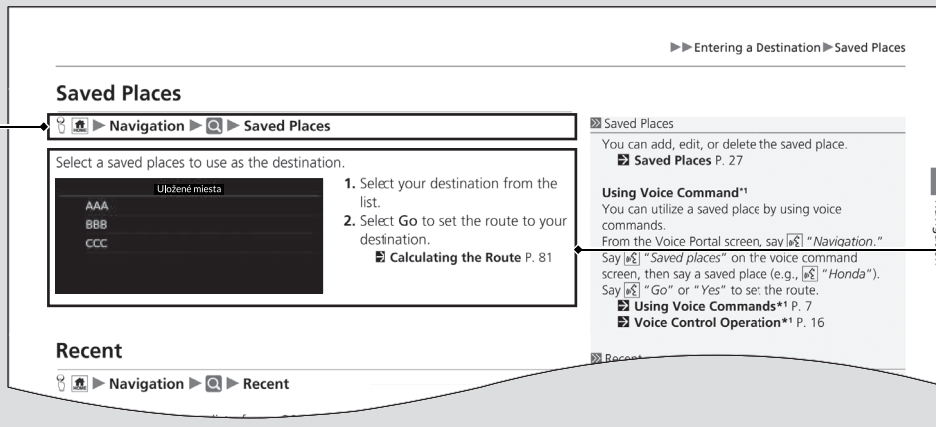 ▶▶Entering a Destination▶Saved Places
Saved Places
HOME ▶ Navigation ▶ ▶ Saved Places
Select a saved places to use as the destination.
Uložené miesta
AAA
BBB
CCC
1. Select your destination from the
list.
2. Select Go to set the route to your
destination.
Calculating the Route P. 81
Recent
HOME ▶ Navigation ▶ ▶ Recent
Saved Places
You can add, edit, or delete the saved place.
Saved Places P. 27
Using Voice Command*1
You can utilize a saved place by using voice
commands.
From the Voice Portal screen, say "Navigation."
Say "Saved places" on the voice command
screen, then say a saved place (e.g., "Honda").
Say "Go" or "Yes" to set the route.
Using Voice Commands*1 P. 7
Voice Control Operation*1 P. 16
Recent